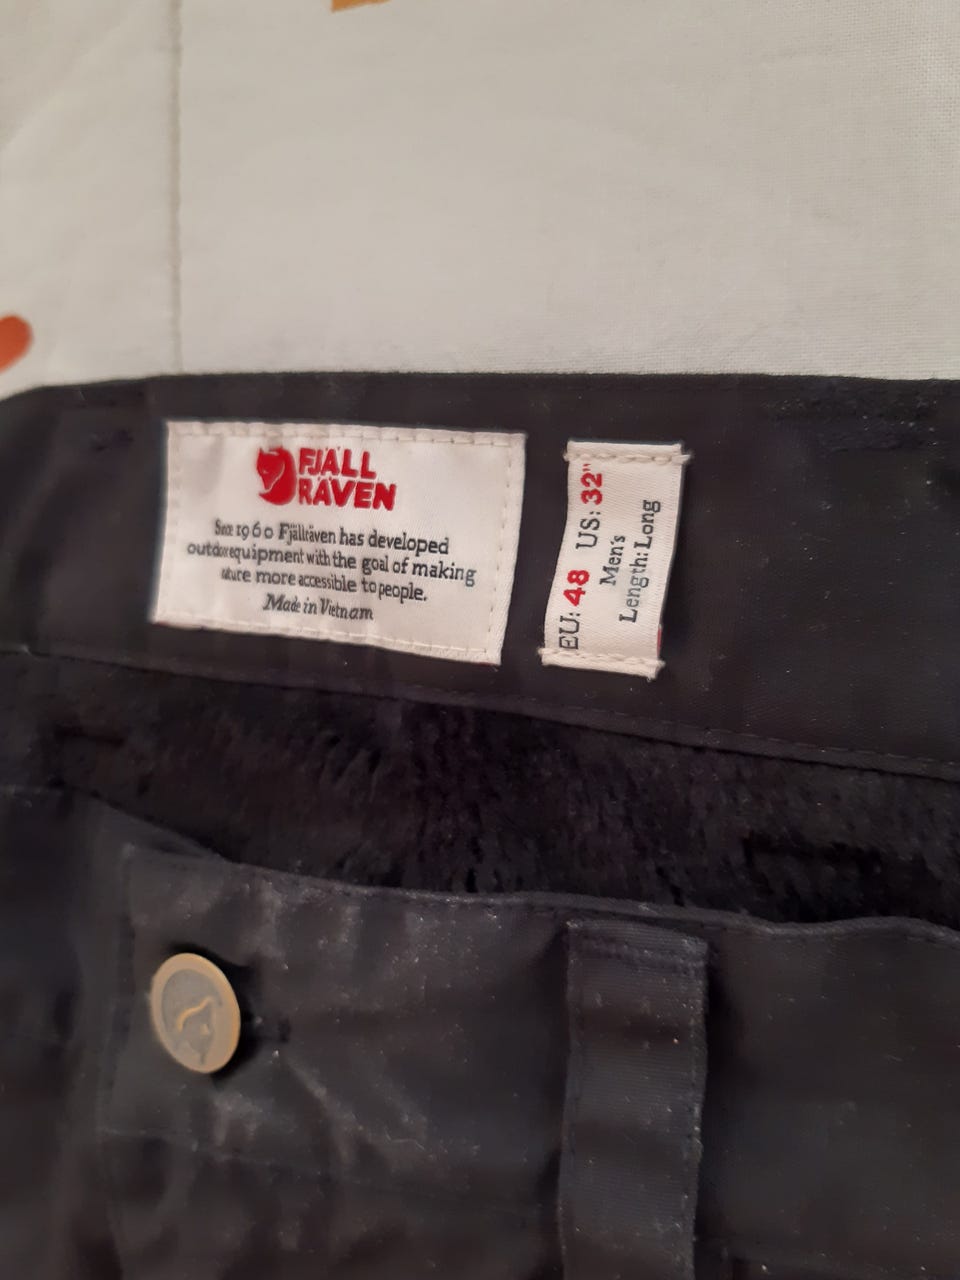 FJÄLL
RÄVEN
Since 1960 Fjällräven has developed
outdoor equipment with the goal of making
nature more accessible to people.
Made in Vietnam
EU: 48 US: 32"
Men's
Length: Long